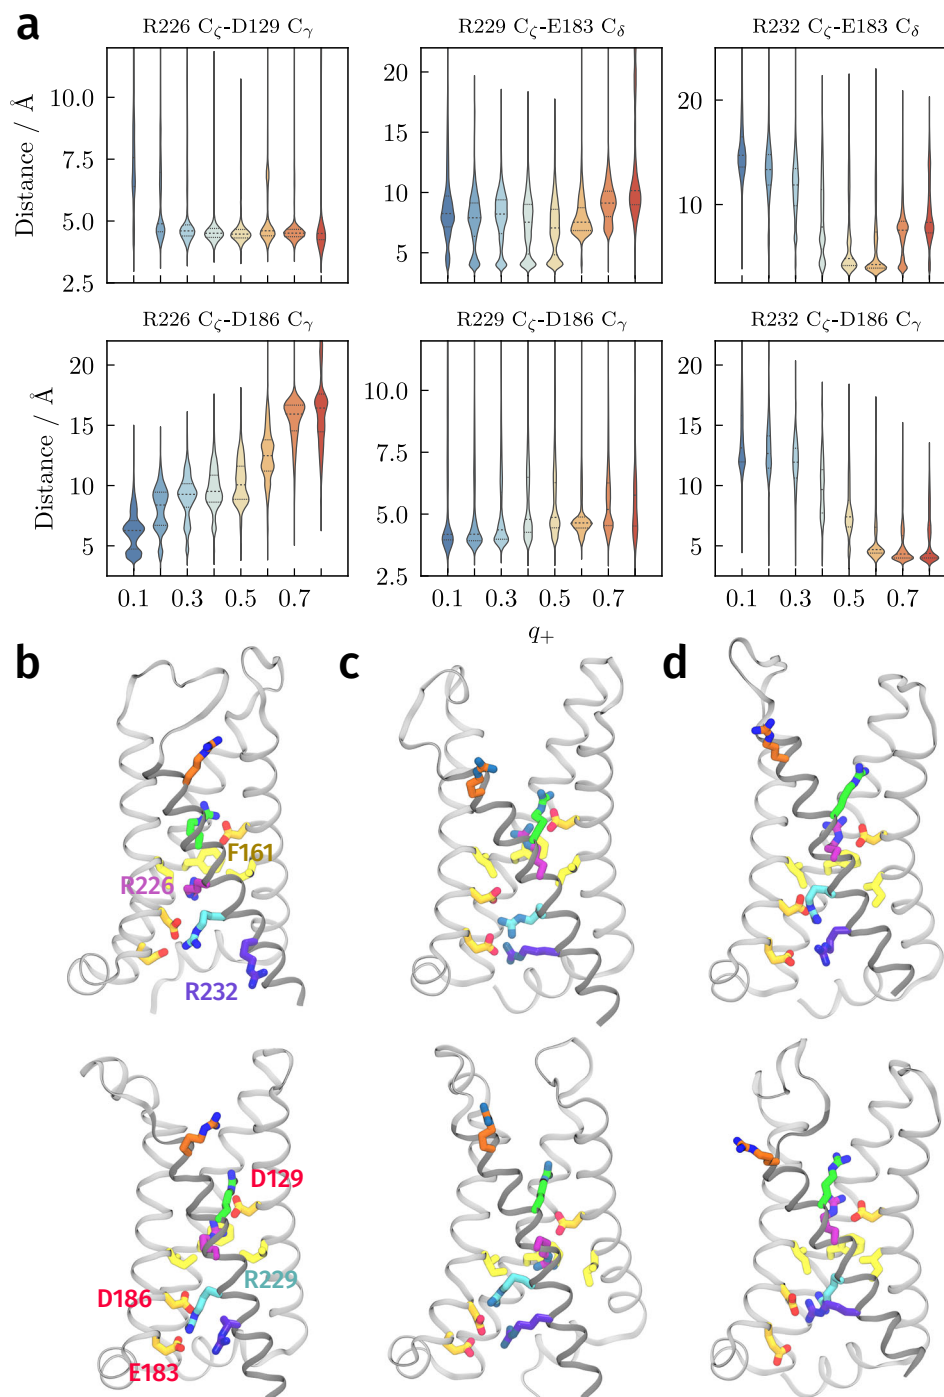 a
R226 Cζ-D129 Cγ
R229 Cζ-E183 Cδ
R232 Cζ-E183 Cδ
Distance / Å
10.0
7.5
5.0
2.5
20
15
10
5
20
10
R226 Cζ-D186 Cγ
R229 Cζ-D186 Cγ
R232 Cζ-D186 Cγ
Distance / Å
20
15
10
5
10.0
7.5
5.0
2.5
20
10
0.1 0.3 0.5 0.7
0.1 0.3 0.5 0.7
0.1 0.3 0.5 0.7
q+
b
c
d
F161
R226
R232
D129
R229
D186
E183